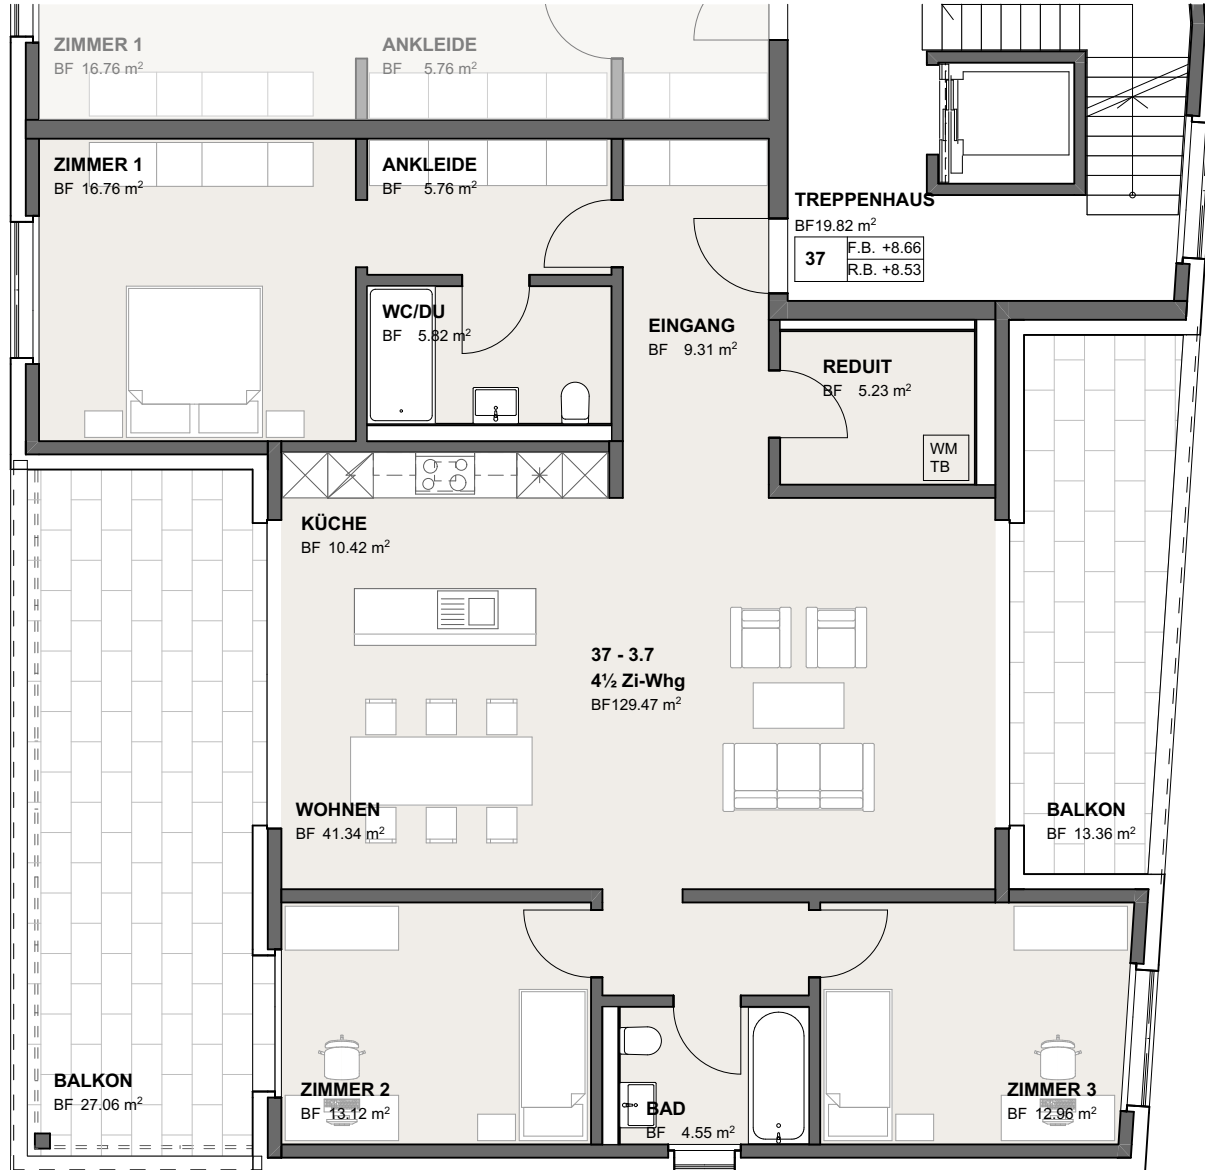 ZIMMER 1
BF 16.76 m²
ANKLEIDE
BF 5.76 m²
ZIMMER 1
BF 16.76 m²
ANKLEIDE
BF 5.76 m²
TREPPENHAUS
BF19.82 m²
37
F.B. +8.66
R.B. +8.53
WC/DU
BF 5.82 m²
EINGANG
BF 9.31 m²
REDUIT
BF 5.23 m²
WM
TB
KÜCHE
BF 10.42 m²
37 - 3.7
4½ Zi-Whg
BF129.47 m²
WOHNEN
BF 41.34 m²
BALKON
BF 13.36 m²
BALKON
BF 27.06 m²
ZIMMER 2
BF 13.12 m²
BAD
BF 4.55 m²
ZIMMER 3
BF 12.96 m²